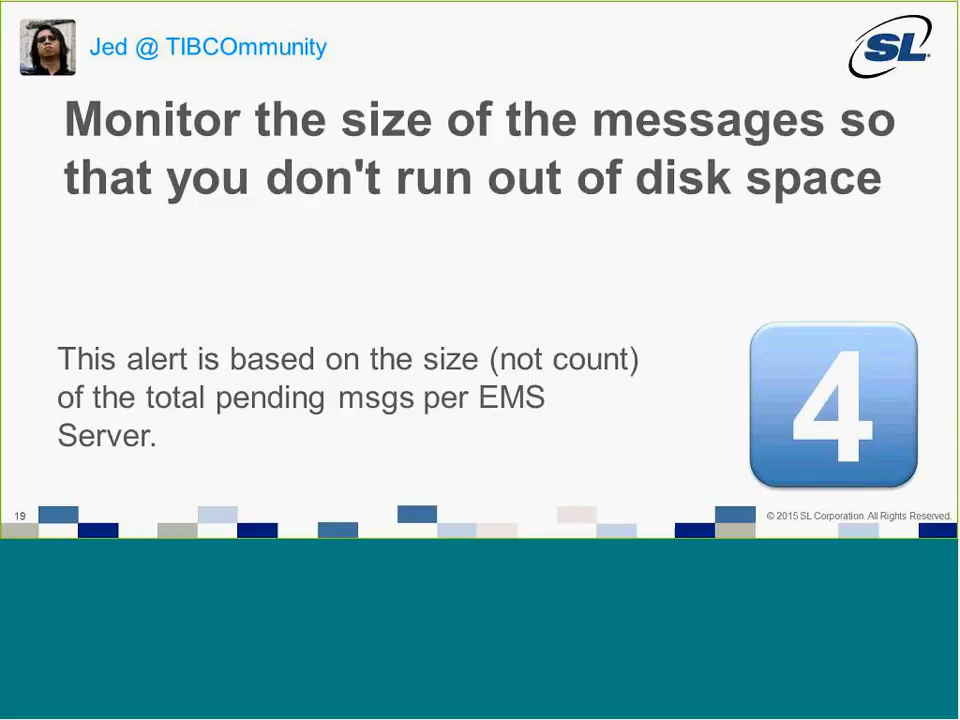 Jed @ TIBCOmmunity
SL
Monitor the size of the messages so
that you don't run out of disk space
This alert is based on the size (not count)
of the total pending msgs per EMS
Server.
4
19
© 2015 SL Corporation. All Rights Reserved.